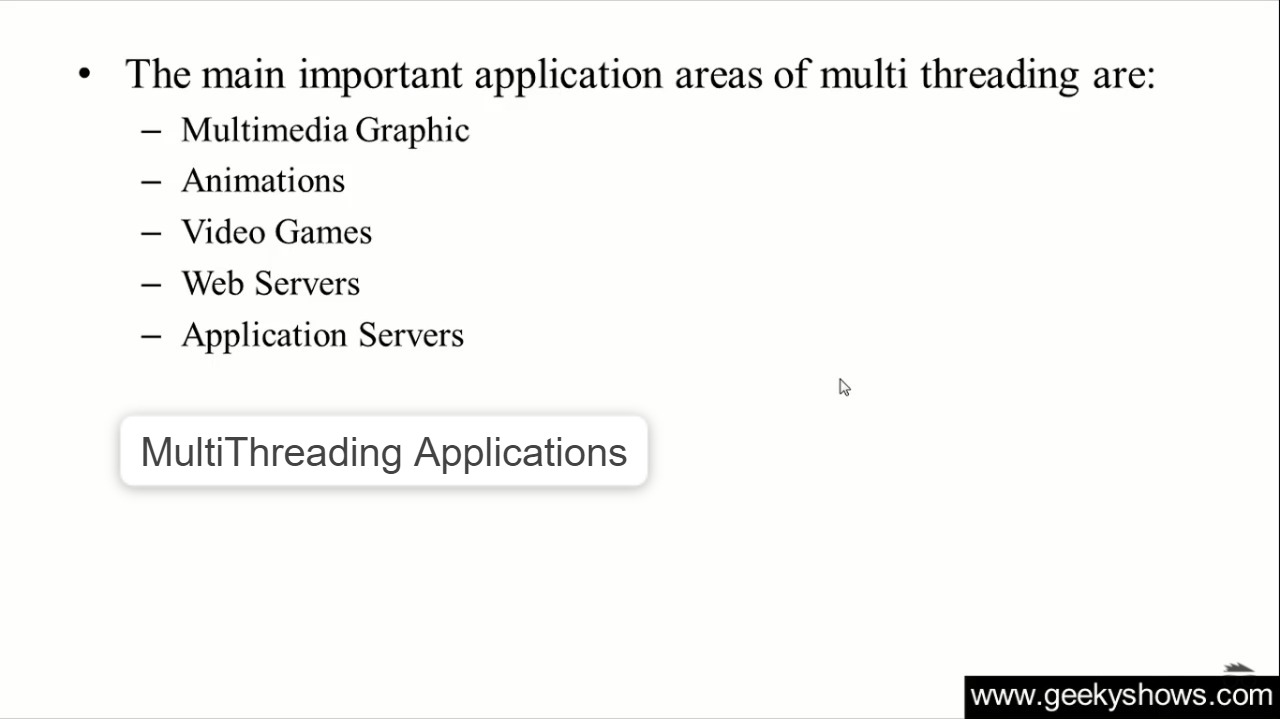 • The main important application areas of multi threading are:
– Multimedia Graphic
– Animations
– Video Games
– Web Servers
– Application Servers
MultiThreading Applications
www.geekyshows.com